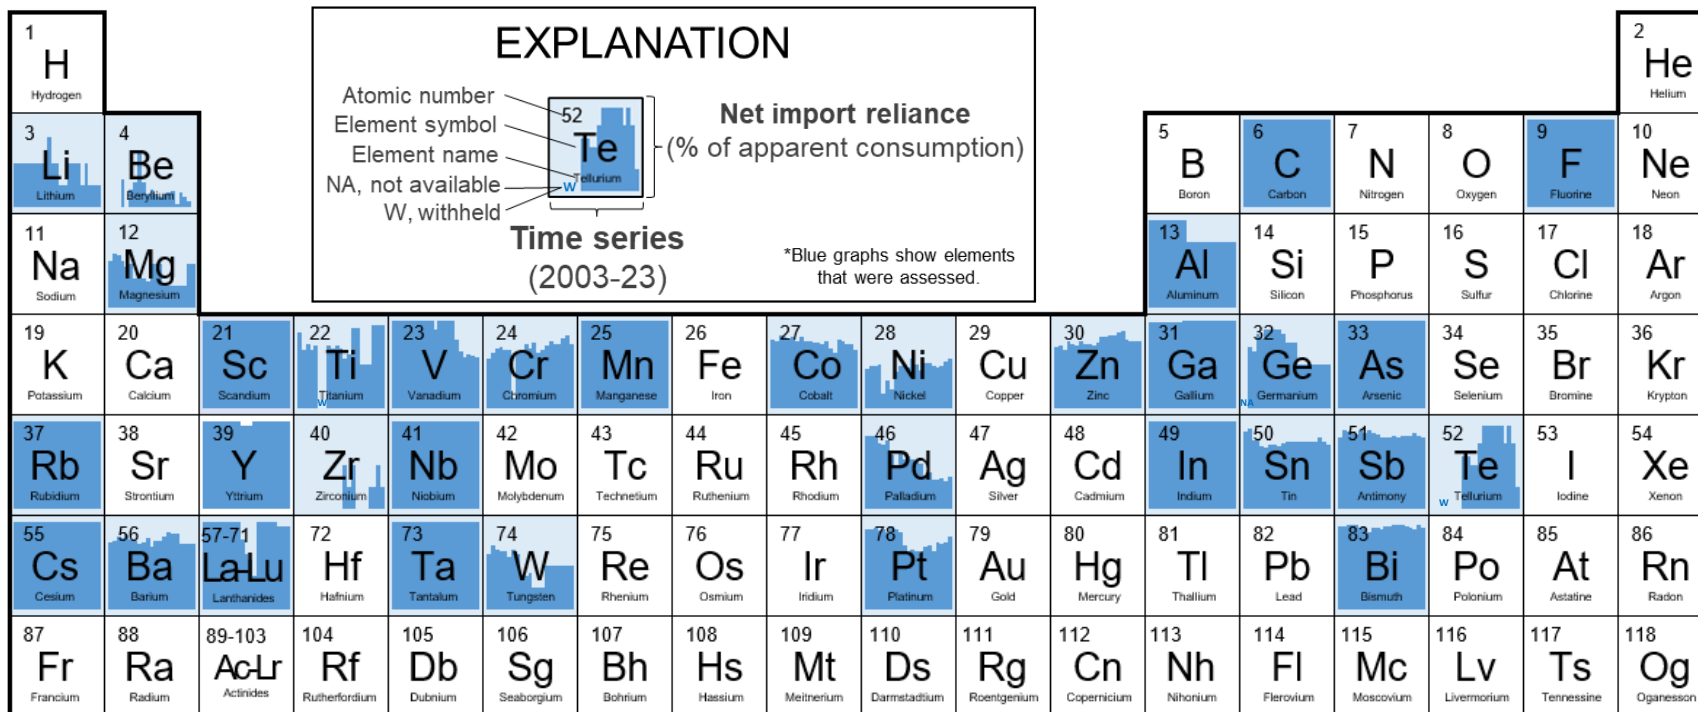 1
H
Hydrogen
EXPLANATION
Atomic number
Element symbol
Element name
NA, not available
W, withheld
52
Te
Tellurium
W
Net import reliance
(% of apparent consumption)
Time series
(2003-23)
*Blue graphs show elements
that were assessed.
2
He
Helium
3
Li
Lithium
4
Be
Beryllium
5
B
Boron
6
C
Carbon
7
N
Nitrogen
8
O
Oxygen
9
F
Fluorine
10
Ne
Neon
11
Na
Sodium
12
Mg
Magnesium
13
Al
Aluminum
14
Si
Silicon
15
P
Phosphorus
16
S
Sulfur
17
Cl
Chlorine
18
Ar
Argon
19
K
Potassium
20
Ca
Calcium
21
Sc
Scandium
22
Ti
Titanium
W
23
V
Vanadium
24
Cr
Chromium
25
Mn
Manganese
26
Fe
Iron
27
Co
Cobalt
28
Ni
Nickel
29
Cu
Copper
30
Zn
Zinc
31
Ga
Gallium
32
Ge
NA Germanium
33
As
Arsenic
34
Se
Selenium
35
Br
Bromine
36
Kr
Krypton
37
Rb
Rubidium
38
Sr
Strontium
39
Y
Yttrium
40
Zr
Zirconium
41
Nb
Niobium
42
Mo
Molybdenum
43
Tc
Technetium
44
Ru
Ruthenium
45
Rh
Rhodium
46
Pd
Palladium
47
Ag
Silver
48
Cd
Cadmium
49
In
Indium
50
Sn
Tin
51
Sb
Antimony
52
Te
Tellurium
W
53
I
Iodine
54
Xe
Xenon
55
Cs
Cesium
56
Ba
Barium
57-71
La-Lu
Lanthanides
72
Hf
Hafnium
73
Ta
Tantalum
74
W
Tungsten
75
Re
Rhenium
76
Os
Osmium
77
Ir
Iridium
78
Pt
Platinum
79
Au
Gold
80
Hg
Mercury
81
Tl
Thallium
82
Pb
Lead
83
Bi
Bismuth
84
Po
Polonium
85
At
Astatine
86
Rn
Radon
87
Fr
Francium
88
Ra
Radium
89-103
Ac-Lr
Actinides
104
Rf
Rutherfordium
105
Db
Dubnium
106
Sg
Seaborgium
107
Bh
Bohrium
108
Hs
Hassium
109
Mt
Meitnerium
110
Ds
Darmstadtium
111
Rg
Roentgenium
112
Cn
Copernicium
113
Nh
Nihonium
114
Fl
Flerovium
115
Mc
Moscovium
116
Lv
Livermorium
117
Ts
Tennessine
118
Og
Oganesson